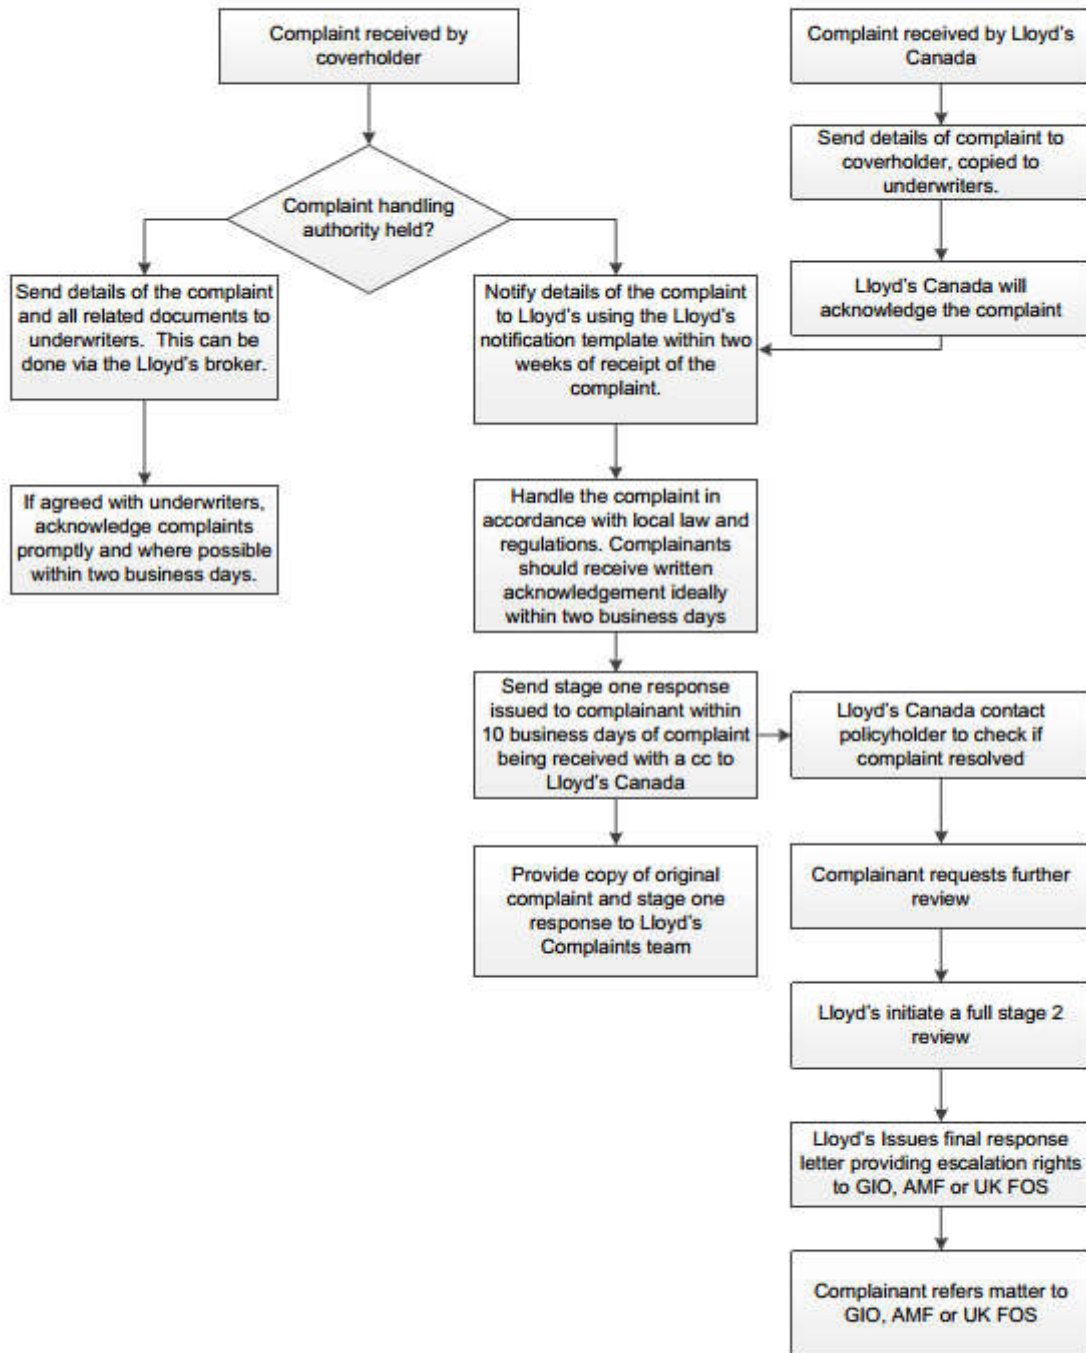 Complaint received by
coverholder
Complaint received by Lloyd's
Canada
Send details of complaint to
coverholder, copied to
underwriters.
Complaint handling
authority held?
Send details of the complaint
and all related documents to
underwriters. This can be
done via the Lloyd's broker.
Notify details of the complaint
to Lloyd's using the Lloyd's
notification template within two
weeks of receipt of the
complaint.
Lloyd's Canada will
acknowledge the complaint
If agreed with underwriters,
acknowledge complaints
promptly and where possible
within two business days.
Handle the complaint in
accordance with local law and
regulations. Complainants
should receive written
acknowledgement ideally
within two business days
Send stage one response
issued to complainant within
10 business days of complaint
being received with a cc to
Lloyd's Canada
Lloyd's Canada contact
policyholder to check if
complaint resolved
Provide copy of original
complaint and stage one
response to Lloyd's
Complaints team
Complainant requests further
review
Lloyd's initiate a full stage 2
review
Lloyd's Issues final response
letter providing escalation rights
to GIO, AMF or UK FOS
Complainant refers matter to
GIO, AMF or UK FOS